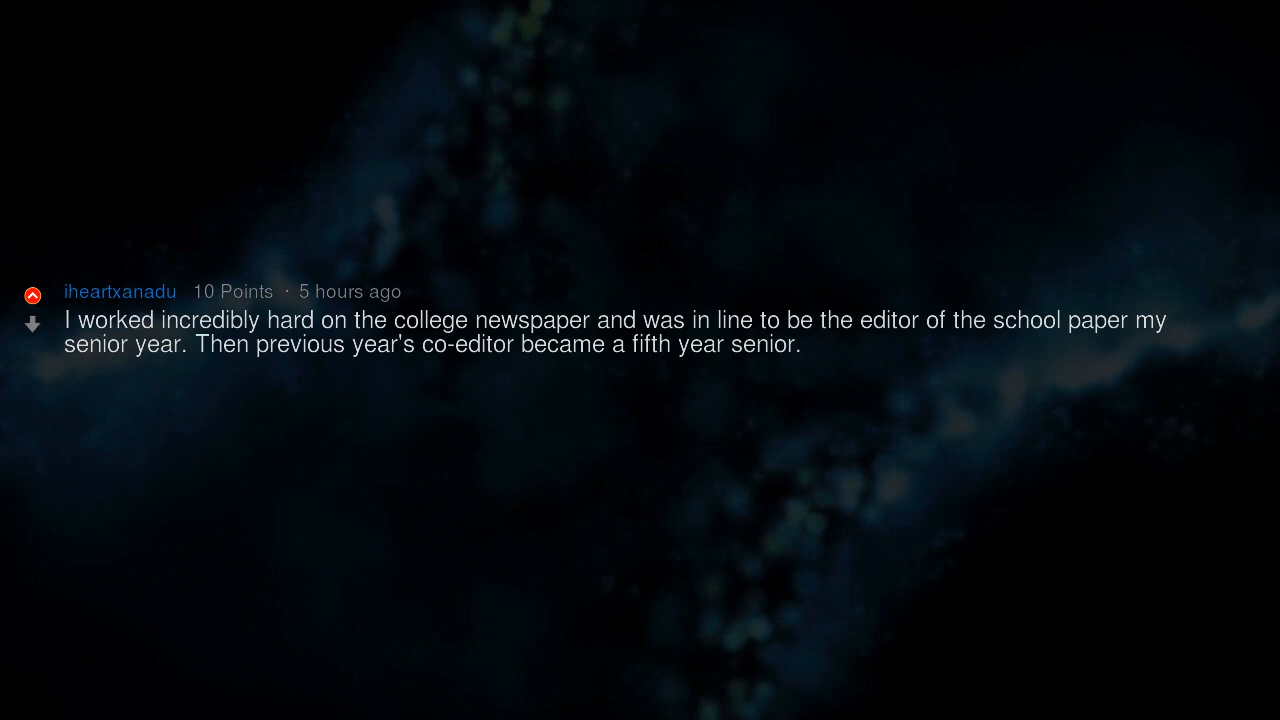 iheartxanadu 10 Points · 5 hours ago
I worked incredibly hard on the college newspaper and was in line to be the editor of the school paper my
senior year. Then previous year's co-editor became a fifth year senior.